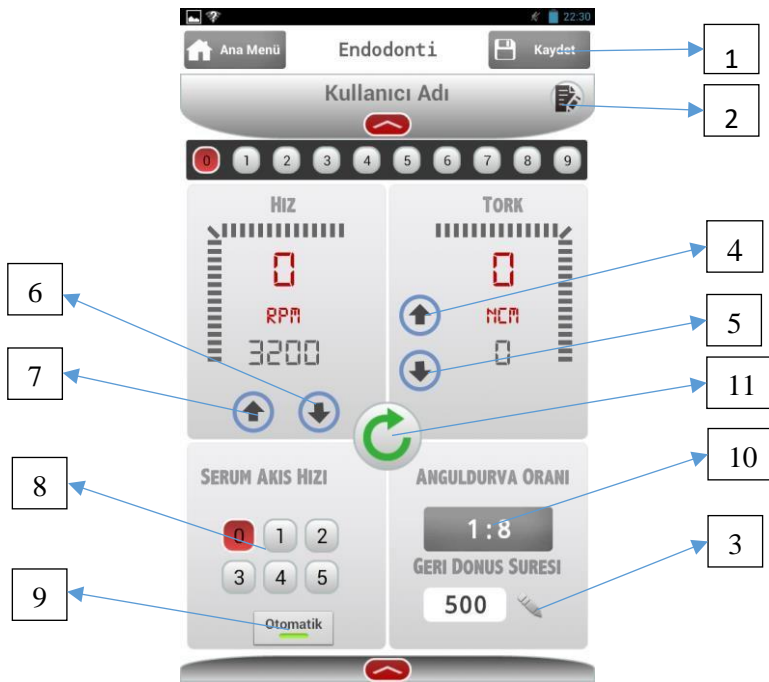 22:30
Ana Menü Endodonti Kaydet
1
Kullanıcı Adı
2
0 1 2 3 4 5 6 7 8 9
HIZ
0
RPM
3200
TORK
0
NCM
0
4
5
6
7
11
SERUM AKIS HIZI
0 1 2
3 4 5
Otomatik
8
9
ANGULDURVA ORANI
1:8
GERI DONUS SURESI
500
10
3